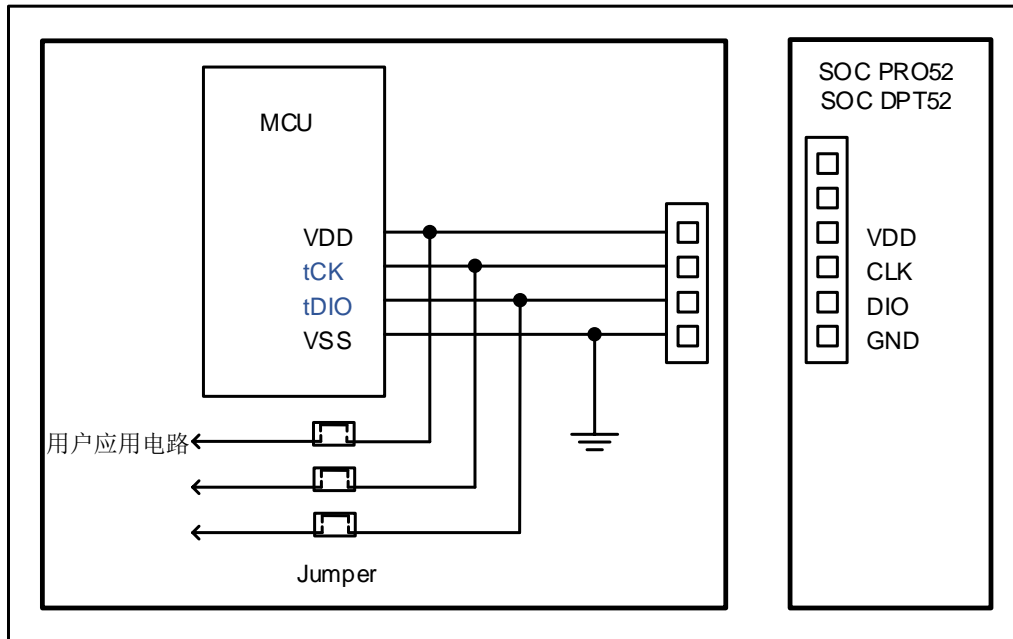 SOC PRO52
SOC DPT52
MCU
VDD
tCK
tDIO
VSS
VDD
CLK
DIO
GND
用户应用电路
Jumper